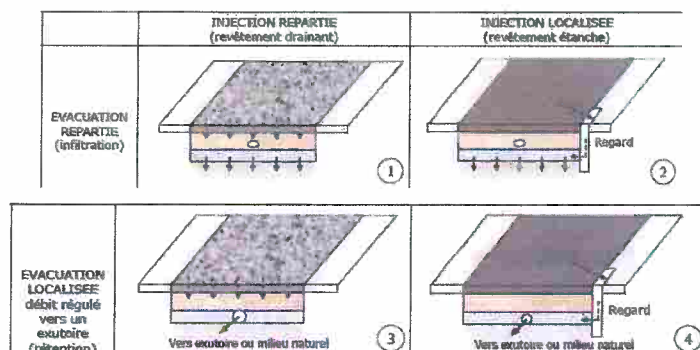 INJECTION REPARTIE
(revêtement drainant)
INJECTION LOCALISEE
(revêtement étanche)
EVACUATION
REPARTIE
(infiltration)
1
Regard
2
EVACUATION
LOCALISEE
débit régulé
vers un
exutoire
(rétention)
Vers exutoire ou milieu naturel
3
Regard
Vers exutoire ou milieu naturel
4